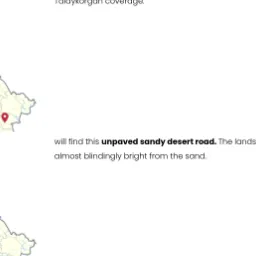 Taldykorgan coverage.
will find this unpaved sandy desert road. The lands
almost blindingly bright from the sand.